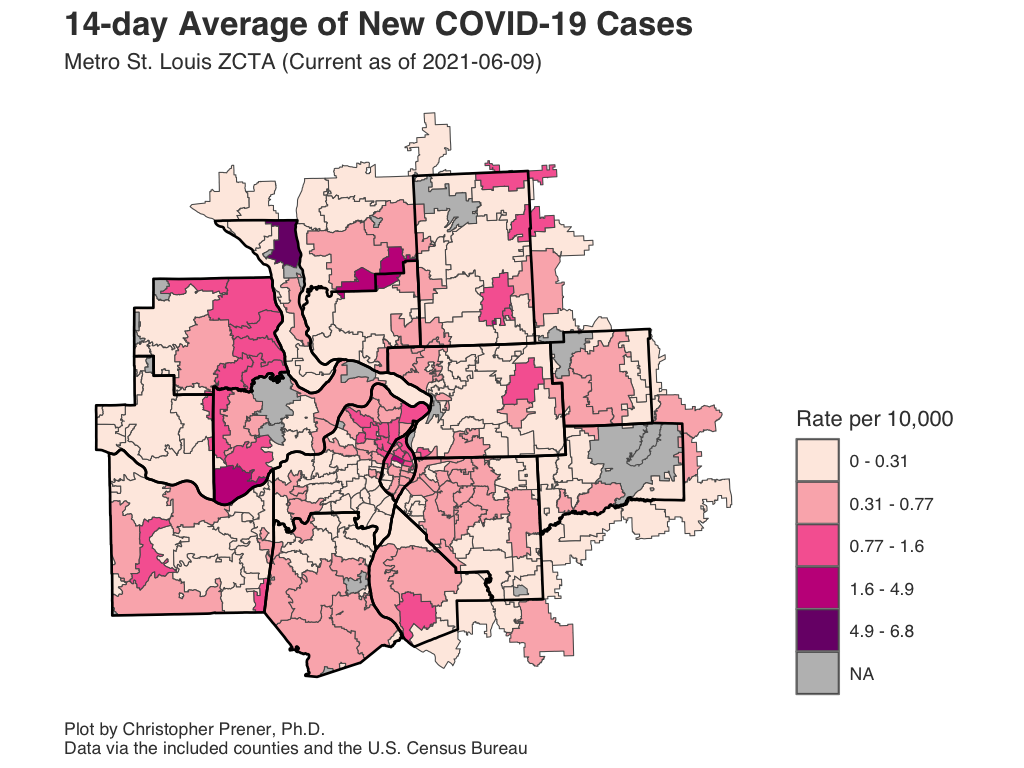 14-day Average of New COVID-19 Cases
Metro St. Louis ZCTA (Current as of 2021-06-09)
Rate per 10,000
0 - 0.31
0.31 - 0.77
0.77 - 1.6
1.6 - 4.9
4.9 - 6.8
NA
Plot by Christopher Prener, Ph.D.
Data via the included counties and the U.S. Census Bureau